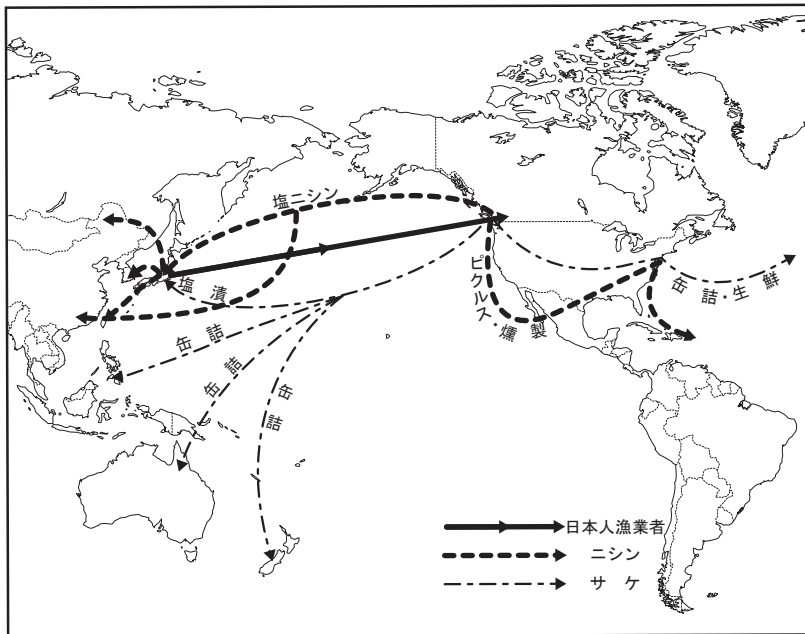 塩ニシン
塩漬
缶詰
缶詰
缶詰
ピクルス・燻製
缶詰・生鮮
日本人漁業者
ニシン
サケ